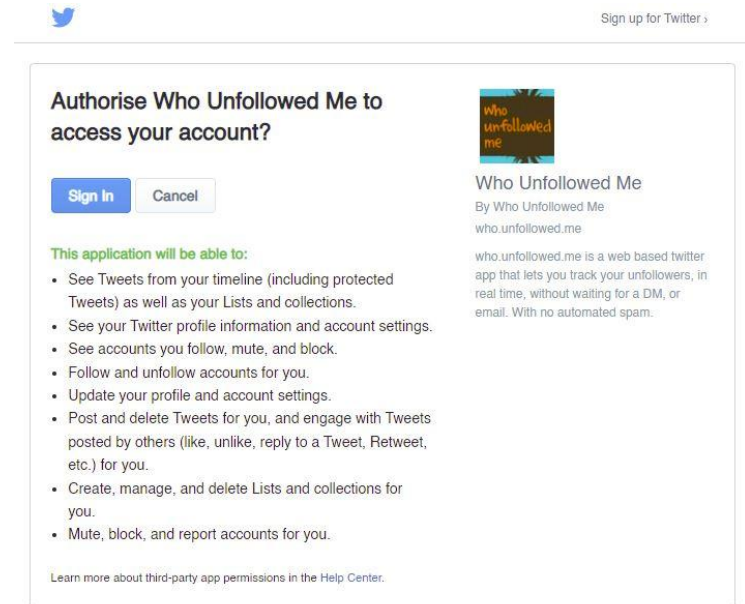 Sign up for Twitter ›
Authorise Who Unfollowed Me to
access your account?
Sign In
Cancel
This application will be able to:
• See Tweets from your timeline (including protected
Tweets) as well as your Lists and collections.
• See your Twitter profile information and account settings.
• See accounts you follow, mute, and block.
• Follow and unfollow accounts for you.
• Update your profile and account settings.
• Post and delete Tweets for you, and engage with Tweets
posted by others (like, unlike, reply to a Tweet, Retweet,
etc.) for you.
• Create, manage, and delete Lists and collections for
you.
• Mute, block, and report accounts for you.
Learn more about third-party app permissions in the Help Center.
who
unfollowed
me
Who Unfollowed Me
By Who Unfollowed Me
who.unfollowed.me
who.unfollowed.me is a web based twitter
app that lets you track your unfollowers, in
real time, without waiting for a DM, or
email. With no automated spam.